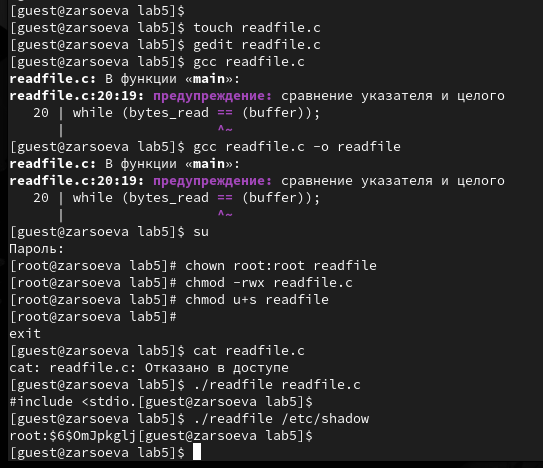 [guest@zarsoeva lab5]$
[guest@zarsoeva lab5]$ touch readfile.c
[guest@zarsoeva lab5]$ gedit readfile.c
[guest@zarsoeva lab5]$ gcc readfile.c
readfile.c: В функции «main»:
readfile.c:20:19: предупреждение: сравнение указателя и целого
   20 | while (bytes_read == (buffer));
      |                   ^~
[guest@zarsoeva lab5]$ gcc readfile.c -o readfile
readfile.c: В функции «main»:
readfile.c:20:19: предупреждение: сравнение указателя и целого
   20 | while (bytes_read == (buffer));
      |                   ^~
[guest@zarsoeva lab5]$ su
Пароль:
[root@zarsoeva lab5]# chown root:root readfile
[root@zarsoeva lab5]# chmod -rwx readfile.c
[root@zarsoeva lab5]# chmod u+s readfile
[root@zarsoeva lab5]#
exit
[guest@zarsoeva lab5]$ cat readfile.c
cat: readfile.c: Отказано в доступе
[guest@zarsoeva lab5]$ ./readfile readfile.c
#include <stdio.[guest@zarsoeva lab5]$
[guest@zarsoeva lab5]$ ./readfile /etc/shadow
root:$6$OmJpkglj[guest@zarsoeva lab5]$
[guest@zarsoeva lab5]$